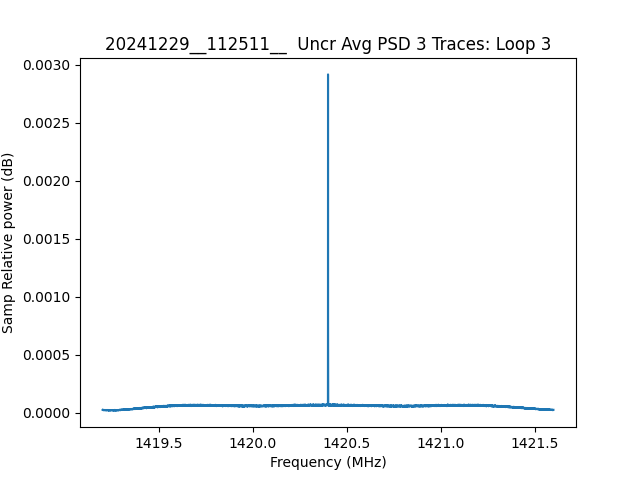 20241229__112511__  Uncr Avg PSD 3 Traces: Loop 3
0.0030
0.0025
0.0020
0.0015
0.0010
0.0005
0.0000
Samp Relative power (dB)
1419.5 1420.0 1420.5 1421.0 1421.5
Frequency (MHz)